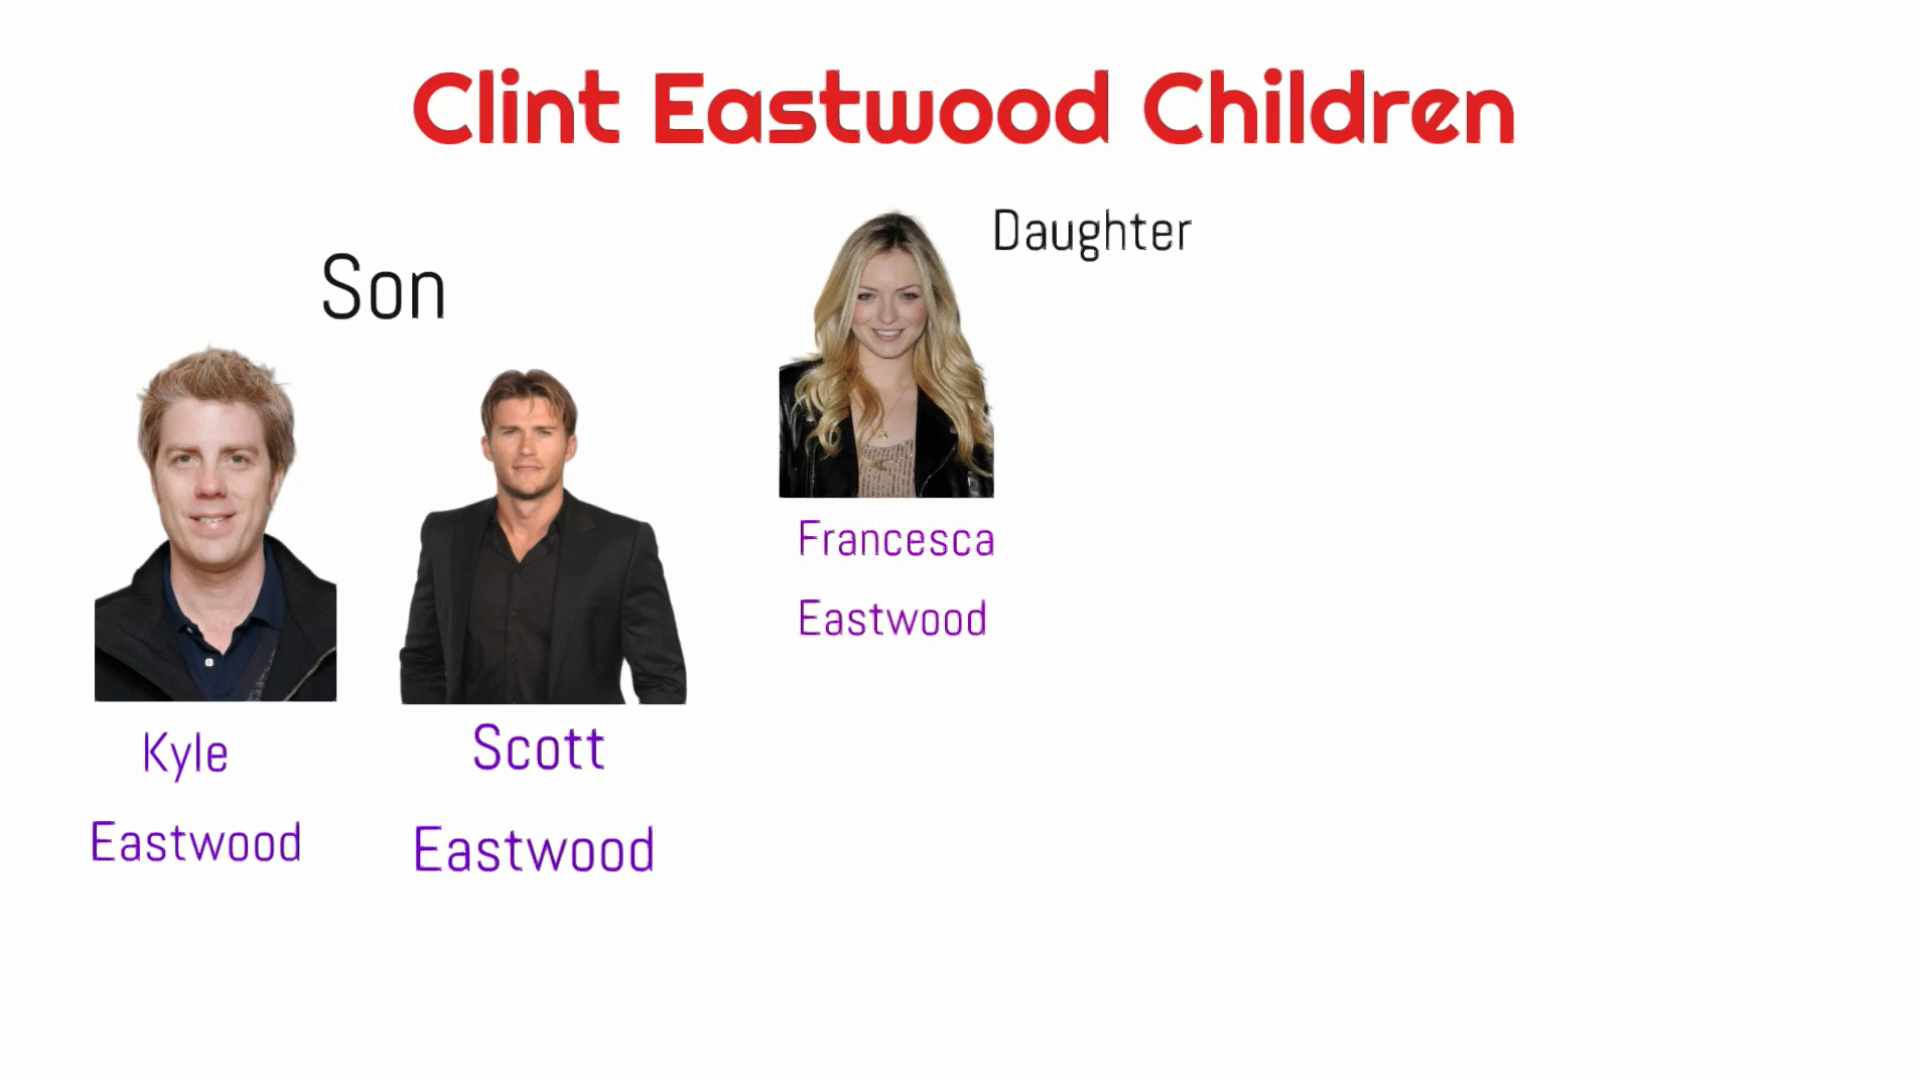 Clint Eastwood Children
Son
Kyle
Eastwood
Scott
Eastwood
Daughter
Francesca
Eastwood